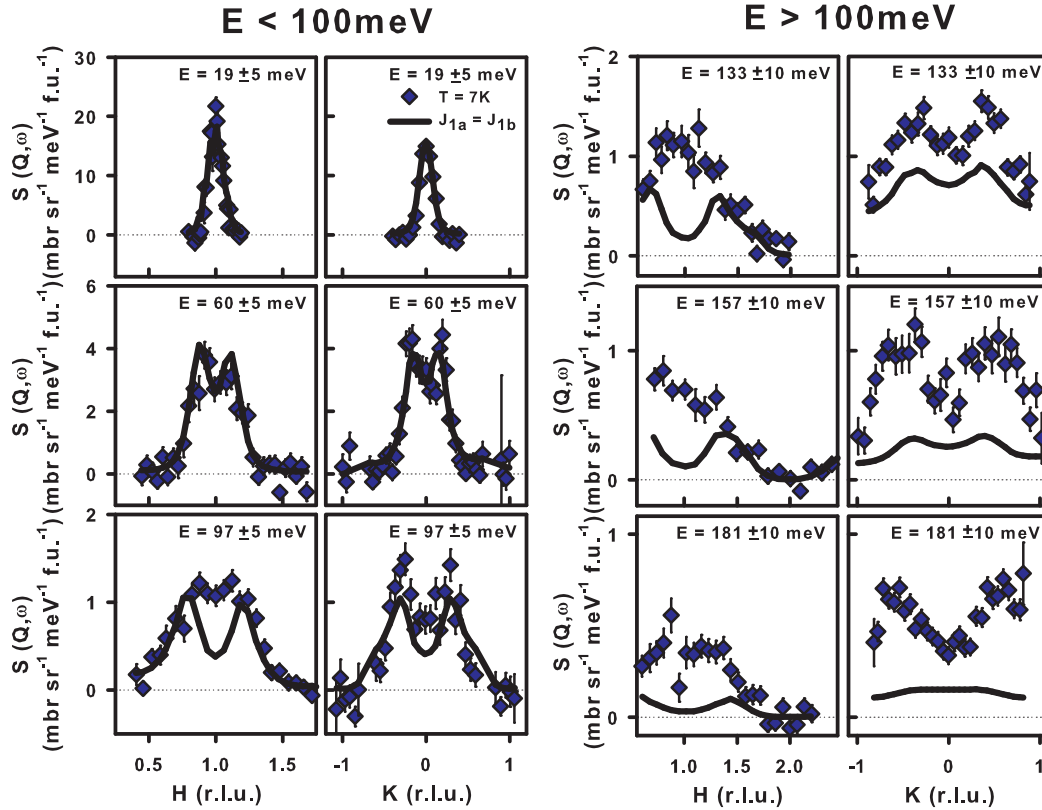 E < 100meV
E > 100meV
E = 19 ±5 meV
E = 19 ±5 meV
T = 7K
J1a = J1b
30
20
10
0
S (Q,ω)
(mbr sr-1 meV-1 f.u.-1)
E = 60 ±5 meV
E = 60 ±5 meV
6
4
2
0
S (Q,ω)
(mbr sr-1 meV-1 f.u.-1)
E = 97 ±5 meV
E = 97 ±5 meV
2
1
0
S (Q,ω)
(mbr sr-1 meV-1 f.u.-1)
0.5 1.0 1.5
-1 0 1
H (r.l.u.)
K (r.l.u.)
E = 133 ±10 meV
E = 133 ±10 meV
2
1
0
S (Q,ω)
(mbr sr-1 meV-1 f.u.-1)
E = 157 ±10 meV
E = 157 ±10 meV
1
0
S (Q,ω)
(mbr sr-1 meV-1 f.u.-1)
E = 181 ±10 meV
E = 181 ±10 meV
1
0
S (Q,ω)
(mbr sr-1 meV-1 f.u.-1)
1.0 1.5 2.0
-1 0 1
H (r.l.u.)
K (r.l.u.)